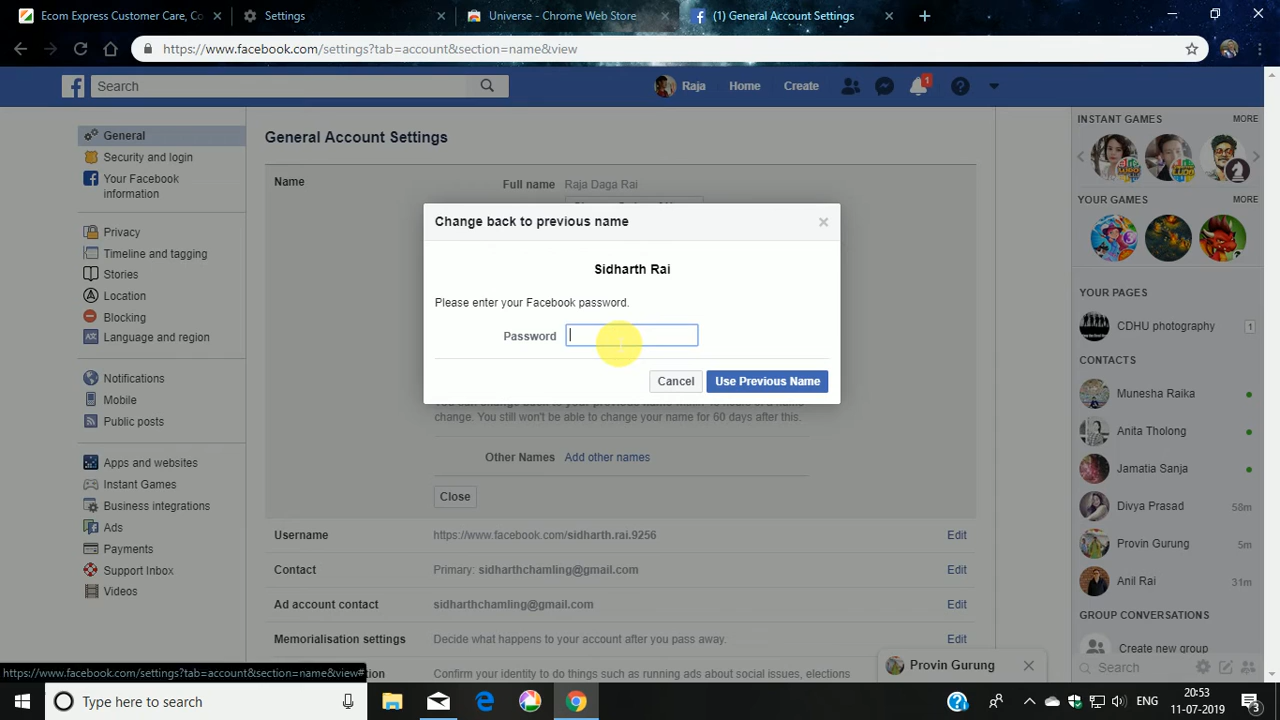 Ecom Express Customer Care, Co
Settings
Universe - Chrome Web Store
(1) General Account Settings
https://www.facebook.com/settings?tab=account&section=name&view
Search
Raja
Home
Create
1
General
Security and login
Your Facebook
information
Privacy
Timeline and tagging
Stories
Location
Blocking
Language and region
Notifications
Mobile
Public posts
Apps and websites
Instant Games
Business integrations
Ads
Payments
Support Inbox
Videos
General Account Settings
Name
Full name
Raja Daga Rai
Change back to previous name
Sidharth Rai
Please enter your Facebook password.
Password
Cancel
Use Previous Name
change. You still won't be able to change your name for 60 days after this.
Other Names
Add other names
Close
Username
https://www.facebook.com/sidharth.rai.9256
Edit
Contact
Primary: sidharthchamling@gmail.com
Edit
Ad account contact
sidharthchamling@gmail.com
Edit
Memorialisation settings
Decide what happens to your account after you pass away.
Edit
Confirm your identity to do things such as running ads about social issues, elections
INSTANT GAMES
MORE
YOUR GAMES
MORE
YOUR PAGES
CDHU photography
1
CONTACTS
Munesha Raika
Anita Tholong
Jamatia Sanja
Divya Prasad
58m
Provin Gurung
5m
Anil Rai
31m
GROUP CONVERSATIONS
Create new group
Search
Provin Gurung
https://www.facebook.com/settings?tab=account&section=name&view#
Type here to search
ENG
20:53
11-07-2019
3